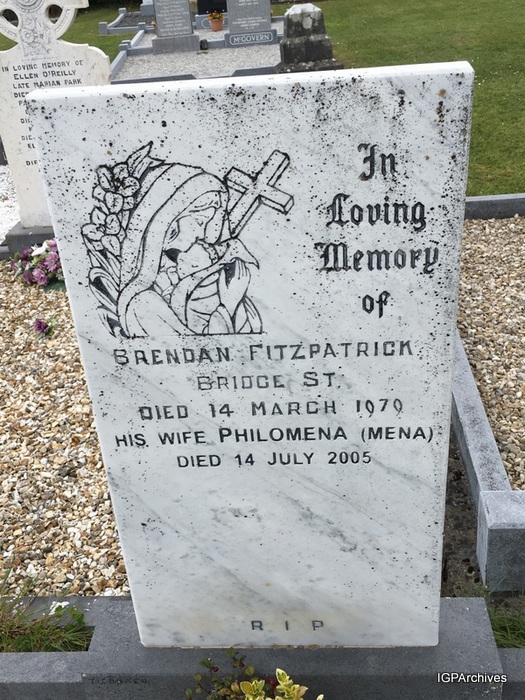 In
Loving
Memory
of
BRENDAN FITZPATRICK
BRIDGE ST.
DIED 14 MARCH 1979
HIS WIFE PHILOMENA (MENA)
DIED 14 JULY 2005
R I P
IN LOVING MEMORY OF
ELLEN O'REILLY
LATE MARIAN PARK
McGOVERN
IGPArchives